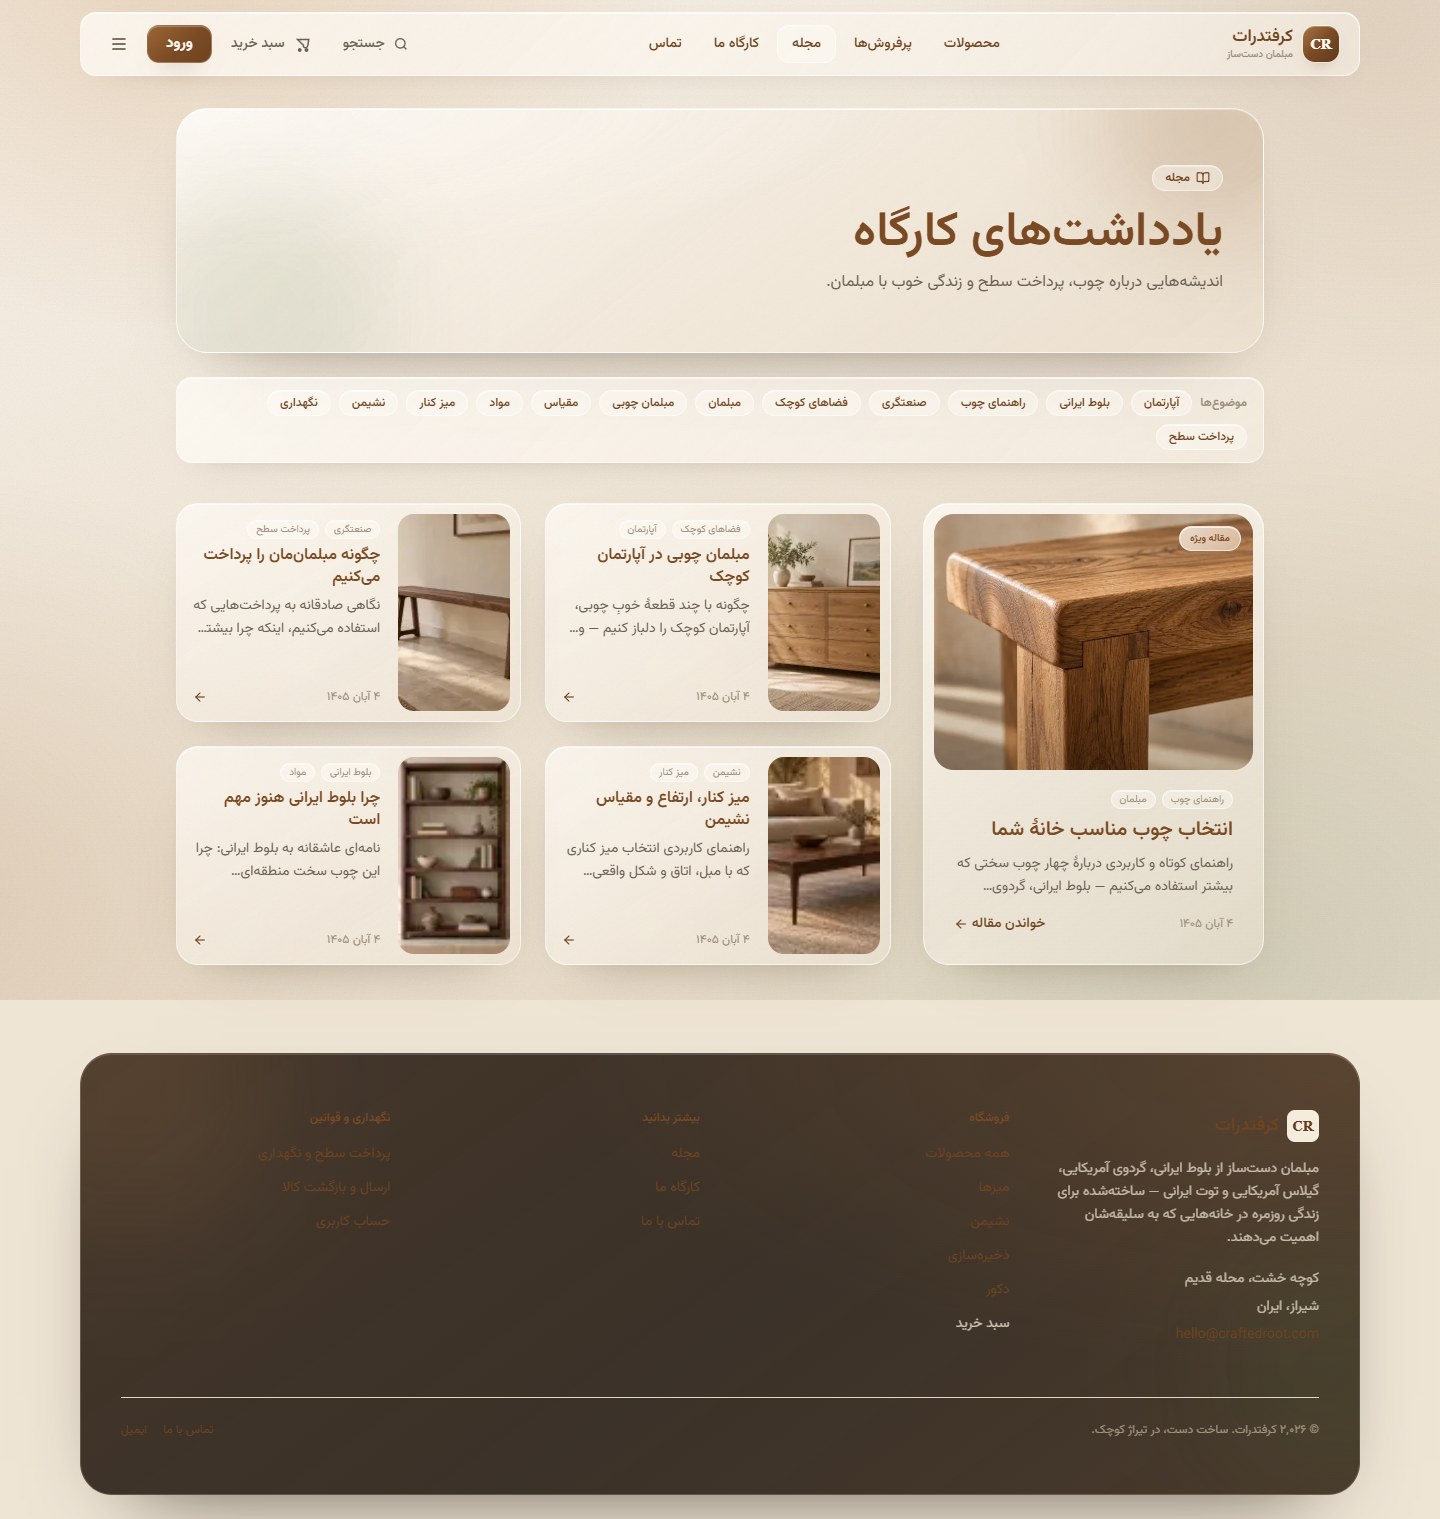 CR
کرفتدرات
مبلمان دست‌ساز
محصولات
پرفروش‌ها
مجله
کارگاه ما
تماس
جستجو
سبد خرید
ورود
مجله
یادداشت‌های کارگاه
اندیشه‌هایی درباره چوب، پرداخت سطح و زندگی خوب با مبلمان.
موضوع‌ها
آپارتمان
بلوط ایرانی
راهنمای چوب
صنعتگری
فضاهای کوچک
مبلمان
مبلمان چوبی
مقیاس
مواد
میز کنار
نشیمن
نگهداری
پرداخت سطح
مقاله ویژه
راهنمای چوب
مبلمان
انتخاب چوب مناسب خانهٔ شما
راهنمای کوتاه و کاربردی دربارهٔ چهار چوب سختی که
بیشتر استفاده می‌کنیم — بلوط ایرانی، گردوی…
۴ آبان ۱۴۰۵
خواندن مقاله ←
فضاهای کوچک
آپارتمان
مبلمان چوبی در آپارتمان
کوچک
چگونه با چند قطعهٔ خوبِ چوبی،
آپارتمان کوچک را دلباز کنیم — و…
۴ آبان ۱۴۰۵
←
صنعتگری
پرداخت سطح
چگونه مبلمان‌مان را پرداخت
می‌کنیم
نگاهی صادقانه به پرداخت‌هایی که
استفاده می‌کنیم، اینکه چرا بیشتـ…
۴ آبان ۱۴۰۵
←
نشیمن
میز کنار
میز کنار، ارتفاع و مقیاس
نشیمن
راهنمای کاربردی انتخاب میز کناری
که با مبل، اتاق و شکل واقعی…
۴ آبان ۱۴۰۵
←
بلوط ایرانی
مواد
چرا بلوط ایرانی هنوز مهم
است
نامه‌ای عاشقانه به بلوط ایرانی: چرا
این چوب سخت منطقه‌ای…
۴ آبان ۱۴۰۵
←
CR
کرفتدرات
مبلمان دست‌ساز از بلوط ایرانی، گردوی آمریکایی،
گیلاس آمریکایی و توت ایرانی — ساخته‌شده برای
زندگی روزمره در خانه‌هایی که به سلیقه‌شان
اهمیت می‌دهند.
کوچه خشت، محله قدیم
شیراز، ایران
hello@craftedroot.com
فروشگاه
همه محصولات
میزها
نشیمن
ذخیره‌سازی
دکور
سبد خرید
بیشتر بدانید
مجله
کارگاه ما
تماس با ما
نگهداری و قوانین
پرداخت سطح و نگهداری
ارسال و بازگشت کالا
حساب کاربری
© ۲٬۰۲۶ کرفتدرات. ساخت دست، در تیراژ کوچک.
تماس با ما
ایمیل